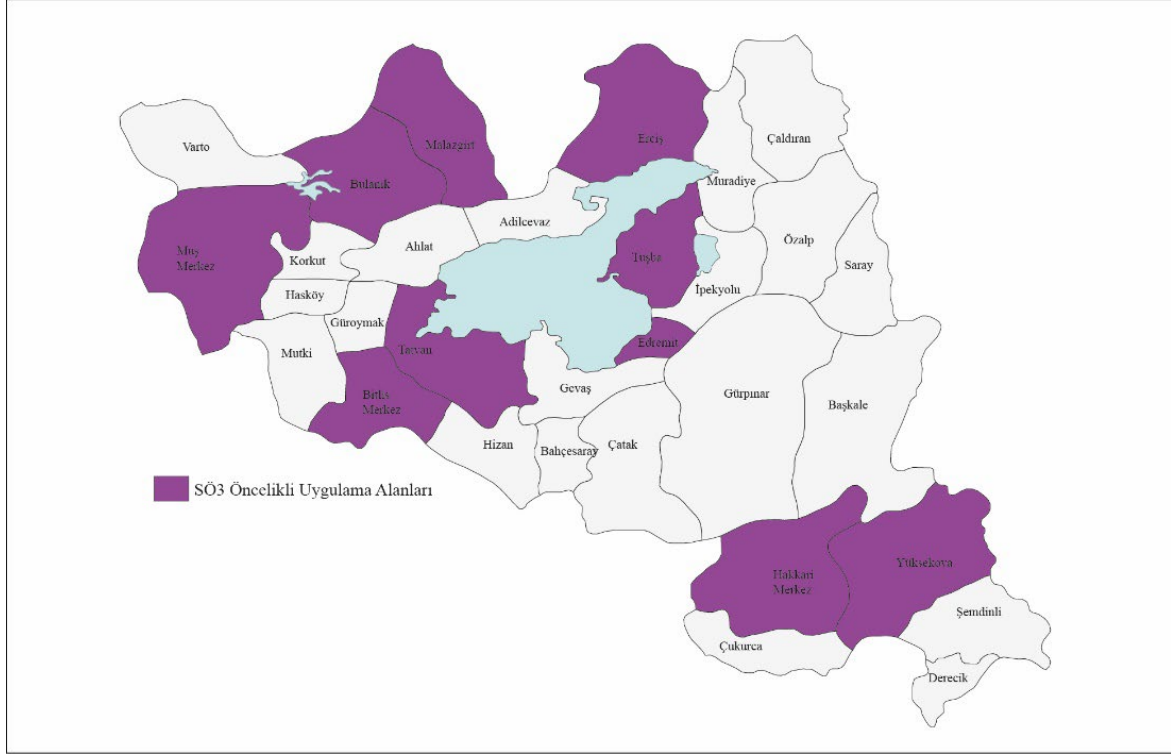 Varto
Malazgirt
Erciş
Çaldıran
Bulanık
Muradiye
Adilcevaz
Muş
Merkez
Korkut
Ahlat
Tuşba
Özalp
Saray
İpekyolu
Hasköy
Güroymak
Mutki
Tatvan
Edremit
Gevaş
Gürpınar
Başkale
Bitlis
Merkez
Hizan
Bahçesaray
Çatak
SÖ3 Öncelikli Uygulama Alanları
Hakkari
Merkez
Yüksekova
Şemdinli
Çukurca
Derecik